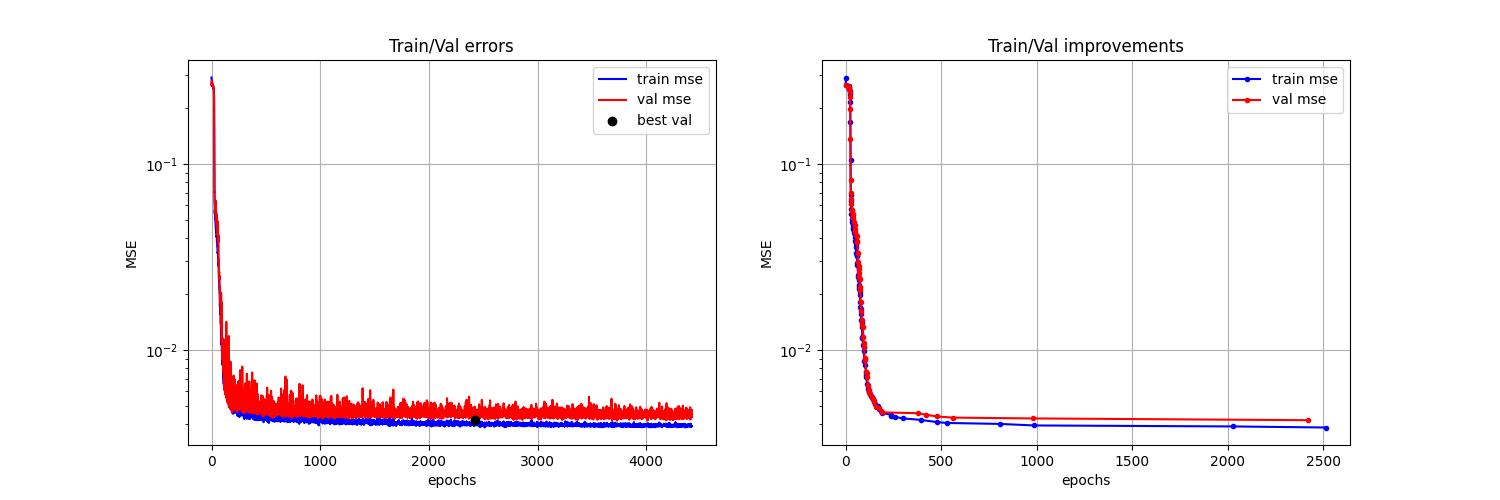 Train/Val errors
train mse
val mse
best val
MSE
10⁻¹
10⁻²
0
1000
2000
3000
4000
epochs
Train/Val improvements
train mse
val mse
MSE
10⁻¹
10⁻²
0
500
1000
1500
2000
2500
epochs